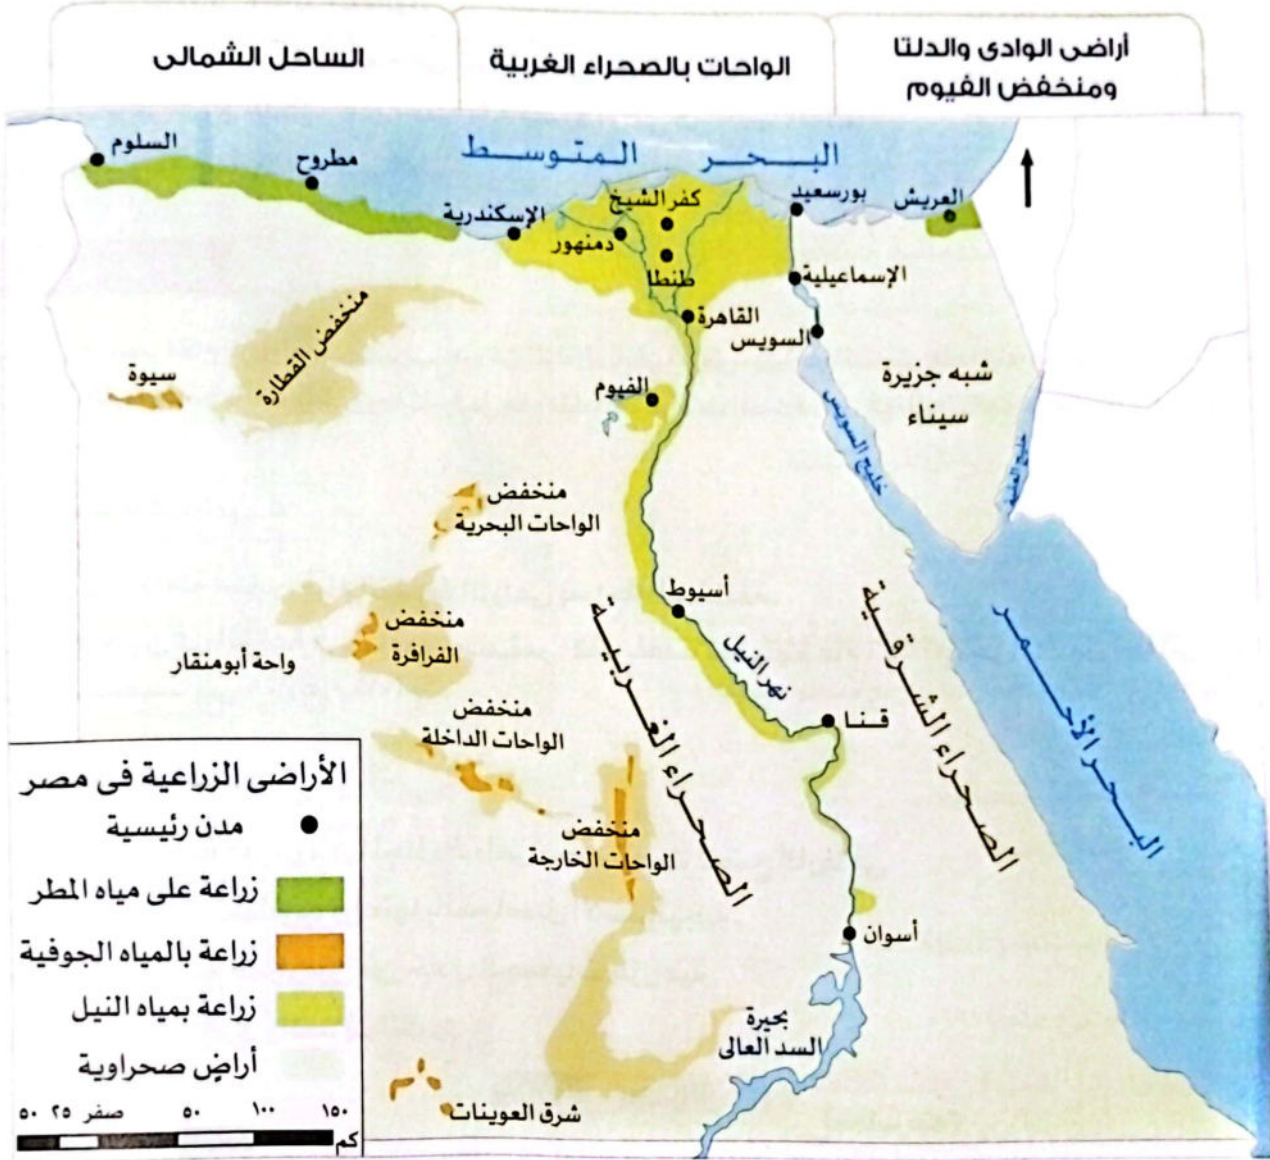 أراضى الوادى والدلتا
ومنخفض الفيوم
الواحات بالصحراء الغربية
الساحل الشمالى
البحر المتوسط
السلوم
مطروح
الإسكندرية
كفر الشيخ
دمنهور
طنطا
بورسعيد
العريش
الإسماعيلية
القاهرة
السويس
شبه جزيرة
سيناء
خليج السويس
خليج العقبة
منخفض القطارة
سيوة
الفيوم
منخفض
الواحات البحرية
أسيوط
نهر النيل
منخفض
الفرافرة
واحة أبومنقار
الصحراء الغربية
الصحراء الشرقية
البحر الأحمر
قنا
منخفض
الواحات الداخلة
منخفض
الواحات الخارجة
أسوان
بحيرة
السد العالى
شرق العوينات
الأراضى الزراعية فى مصر
مدن رئيسية
زراعة على مياه المطر
زراعة بالمياه الجوفية
زراعة بمياه النيل
أراضٍ صحراوية
٥٠ ٢٥ صفر ٥٠ ١٠٠ ١٥٠
كم